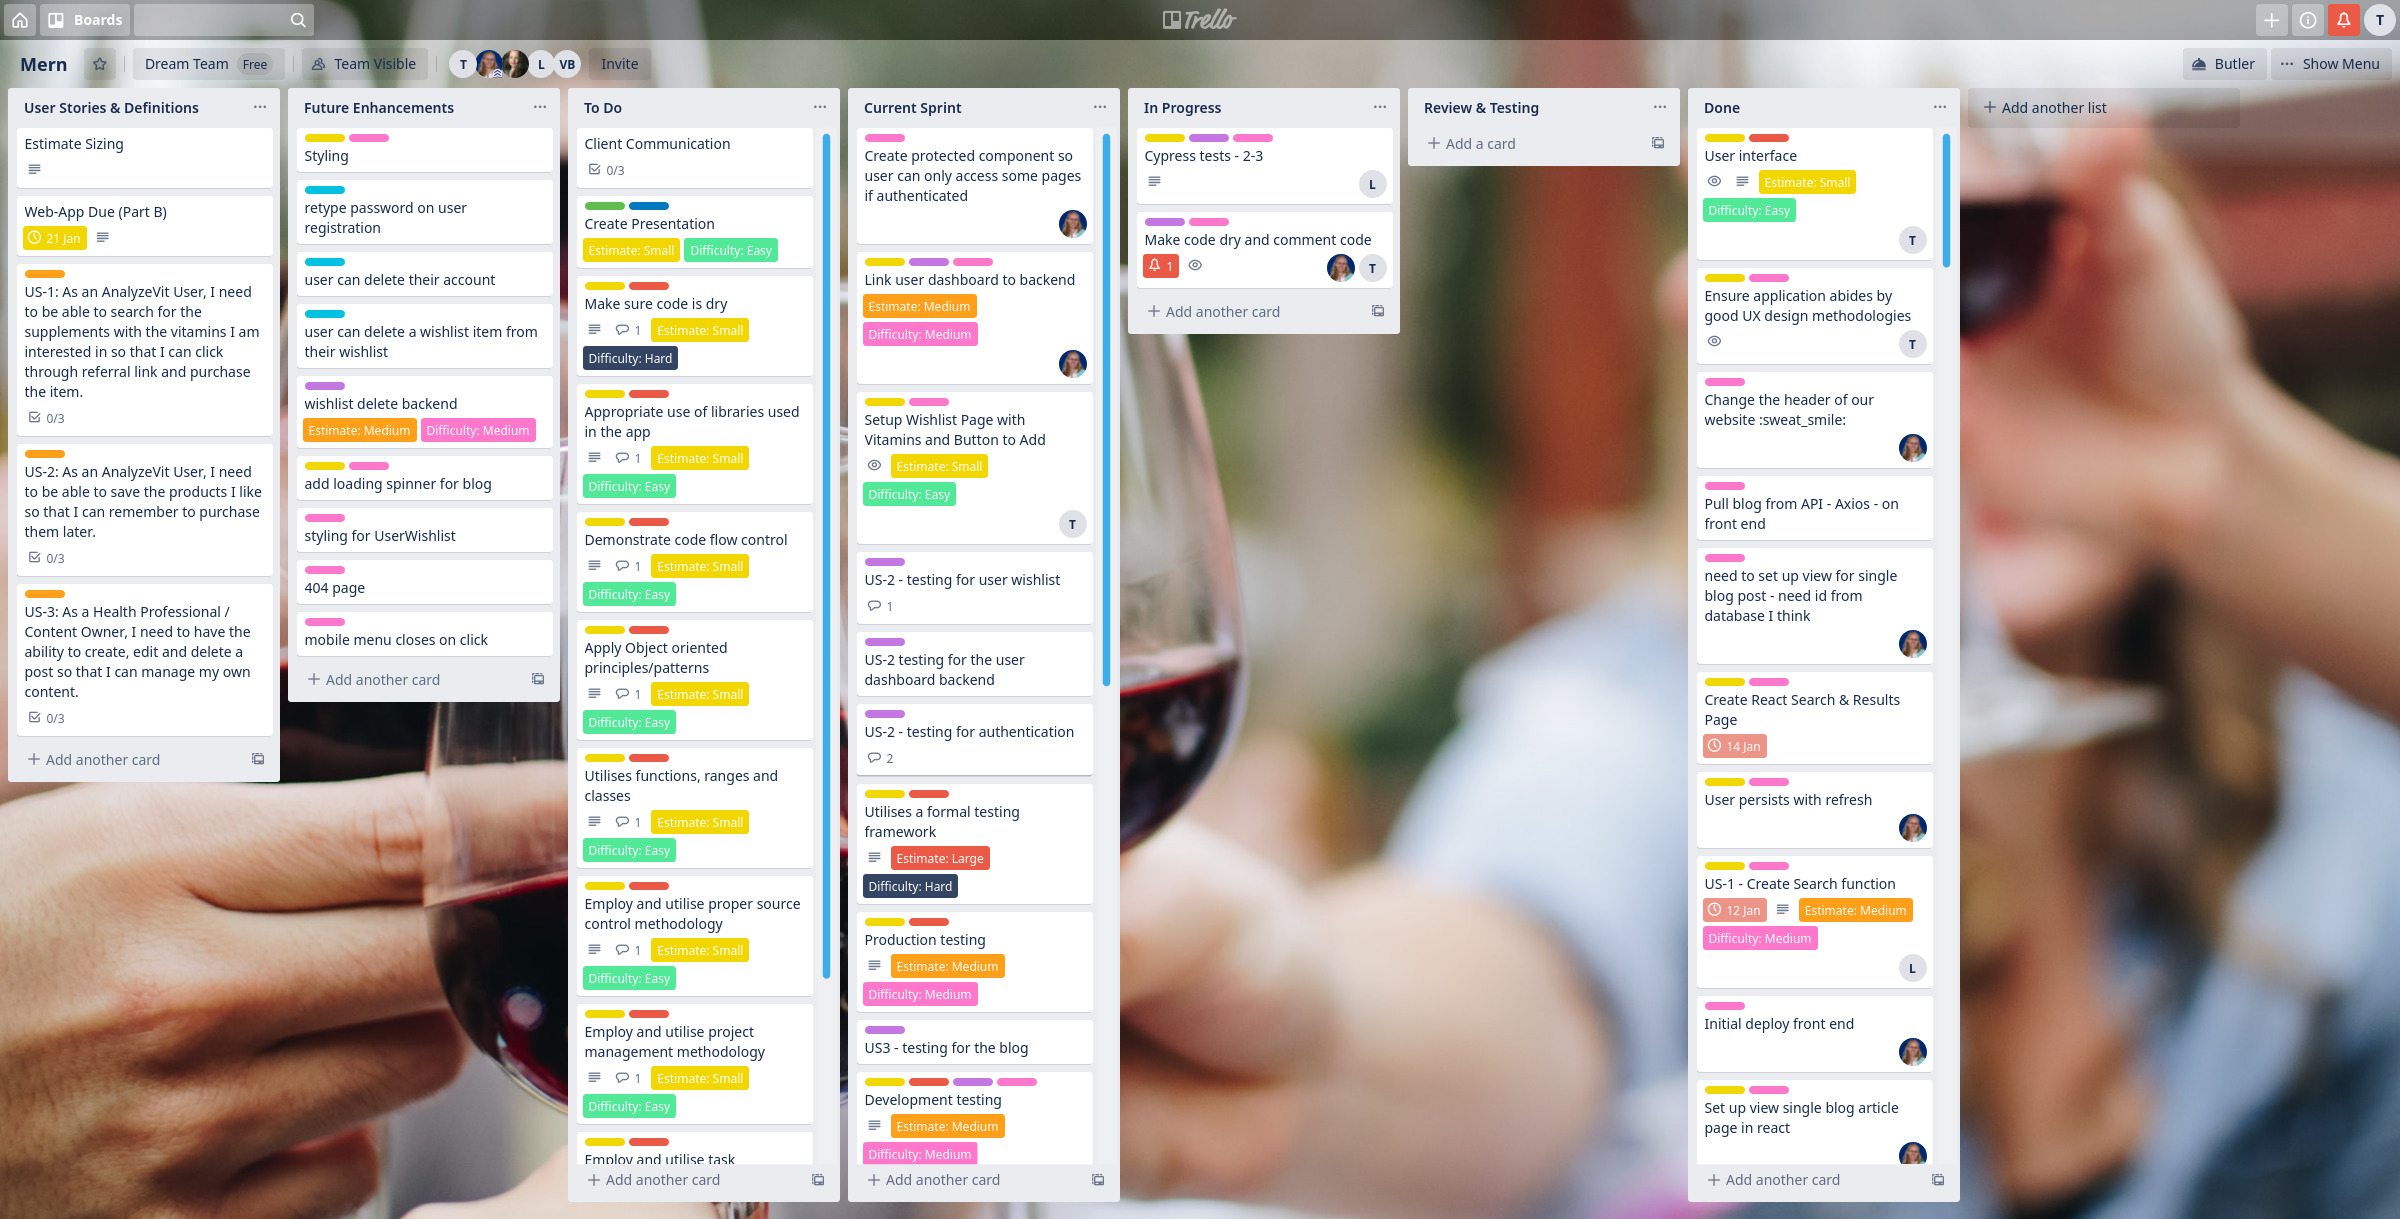 Boards
Trello
T
Mern
Dream Team Free
Team Visible
T
L
VB
Invite
Butler
Show Menu
User Stories & Definitions
Estimate Sizing
Web-App Due (Part B)
21 Jan
US-1: As an AnalyzeVit User, I need
to be able to search for the
supplements with the vitamins I am
interested in so that I can click
through referral link and purchase
the item.
0/3
US-2: As an AnalyzeVit User, I need
to be able to save the products I like
so that I can remember to purchase
them later.
0/3
US-3: As a Health Professional /
Content Owner, I need to have the
ability to create, edit and delete a
post so that I can manage my own
content.
0/3
Add another card
Future Enhancements
Styling
retype password on user
registration
user can delete their account
user can delete a wishlist item from
their wishlist
wishlist delete backend
Estimate: Medium Difficulty: Medium
add loading spinner for blog
styling for UserWishlist
404 page
mobile menu closes on click
Add another card
To Do
Client Communication
0/3
Create Presentation
Estimate: Small Difficulty: Easy
Make sure code is dry
1 Estimate: Small
Difficulty: Hard
Appropriate use of libraries used
in the app
1 Estimate: Small
Difficulty: Easy
Demonstrate code flow control
1 Estimate: Small
Difficulty: Easy
Apply Object oriented
principles/patterns
1 Estimate: Small
Difficulty: Easy
Utilises functions, ranges and
classes
1 Estimate: Small
Difficulty: Easy
Employ and utilise proper source
control methodology
1 Estimate: Small
Difficulty: Easy
Employ and utilise project
management methodology
1 Estimate: Small
Difficulty: Easy
Employ and utilise task
Add another card
Current Sprint
Create protected component so
user can only access some pages
if authenticated
Link user dashboard to backend
Estimate: Medium
Difficulty: Medium
Setup Wishlist Page with
Vitamins and Button to Add
Estimate: Small
Difficulty: Easy
T
US-2 - testing for user wishlist
1
US-2 testing for the user
dashboard backend
US-2 - testing for authentication
2
Utilises a formal testing
framework
Estimate: Large
Difficulty: Hard
Production testing
Estimate: Medium
Difficulty: Medium
US3 - testing for the blog
Development testing
Estimate: Medium
Difficulty: Medium
Add another card
In Progress
Cypress tests - 2-3
L
Make code dry and comment code
1
T
Add another card
Review & Testing
Add a card
Done
User interface
Estimate: Small
Difficulty: Easy
T
Ensure application abides by
good UX design methodologies
T
Change the header of our
website :sweat_smile:
Pull blog from API - Axios - on
front end
need to set up view for single
blog post - need id from
database I think
Create React Search & Results
Page
14 Jan
User persists with refresh
US-1 - Create Search function
12 Jan Estimate: Medium
Difficulty: Medium
L
Initial deploy front end
Set up view single blog article
page in react
Add another card
Add another list